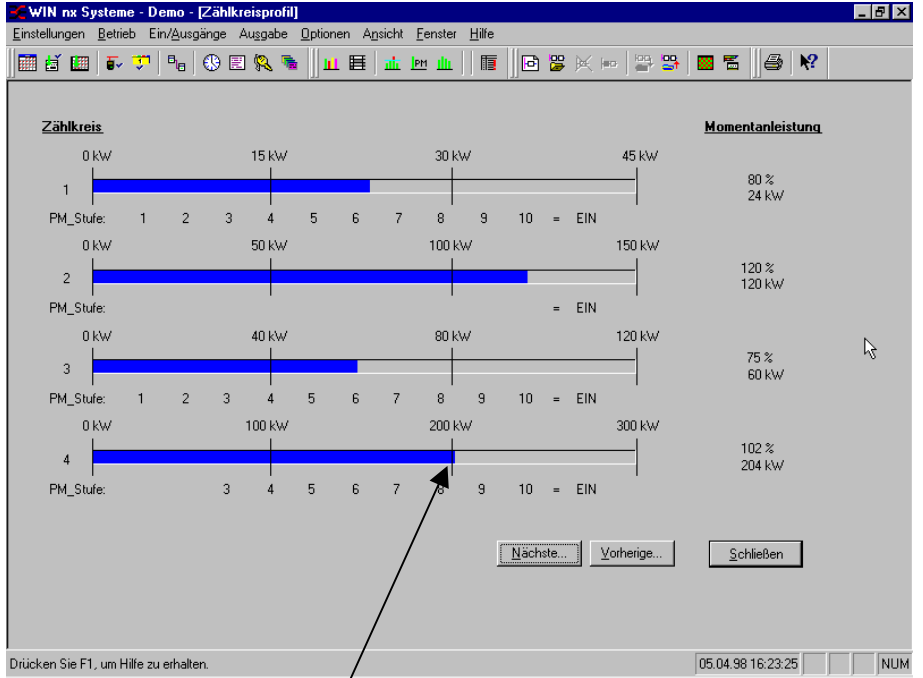 WIN nx Systeme - Demo - [Zählkreisprofil]
Einstellungen Betrieb Ein/Ausgänge Ausgabe Optionen Ansicht Fenster Hilfe
PM
Zählkreis Momentanleistung
0 kW 15 kW 30 kW 45 kW
1 80 %
24 kW
PM_Stufe: 1 2 3 4 5 6 7 8 9 10 = EIN
0 kW 50 kW 100 kW 150 kW
2 120 %
120 kW
PM_Stufe: = EIN
0 kW 40 kW 80 kW 120 kW
3 75 %
60 kW
PM_Stufe: 1 2 3 4 5 6 7 8 9 10 = EIN
0 kW 100 kW 200 kW 300 kW
4 102 %
204 kW
PM_Stufe: 3 4 5 6 7 8 9 10 = EIN
Nächste... Vorherige... Schließen
Drücken Sie F1, um Hilfe zu erhalten. 05.04.98 16:23:25 NUM